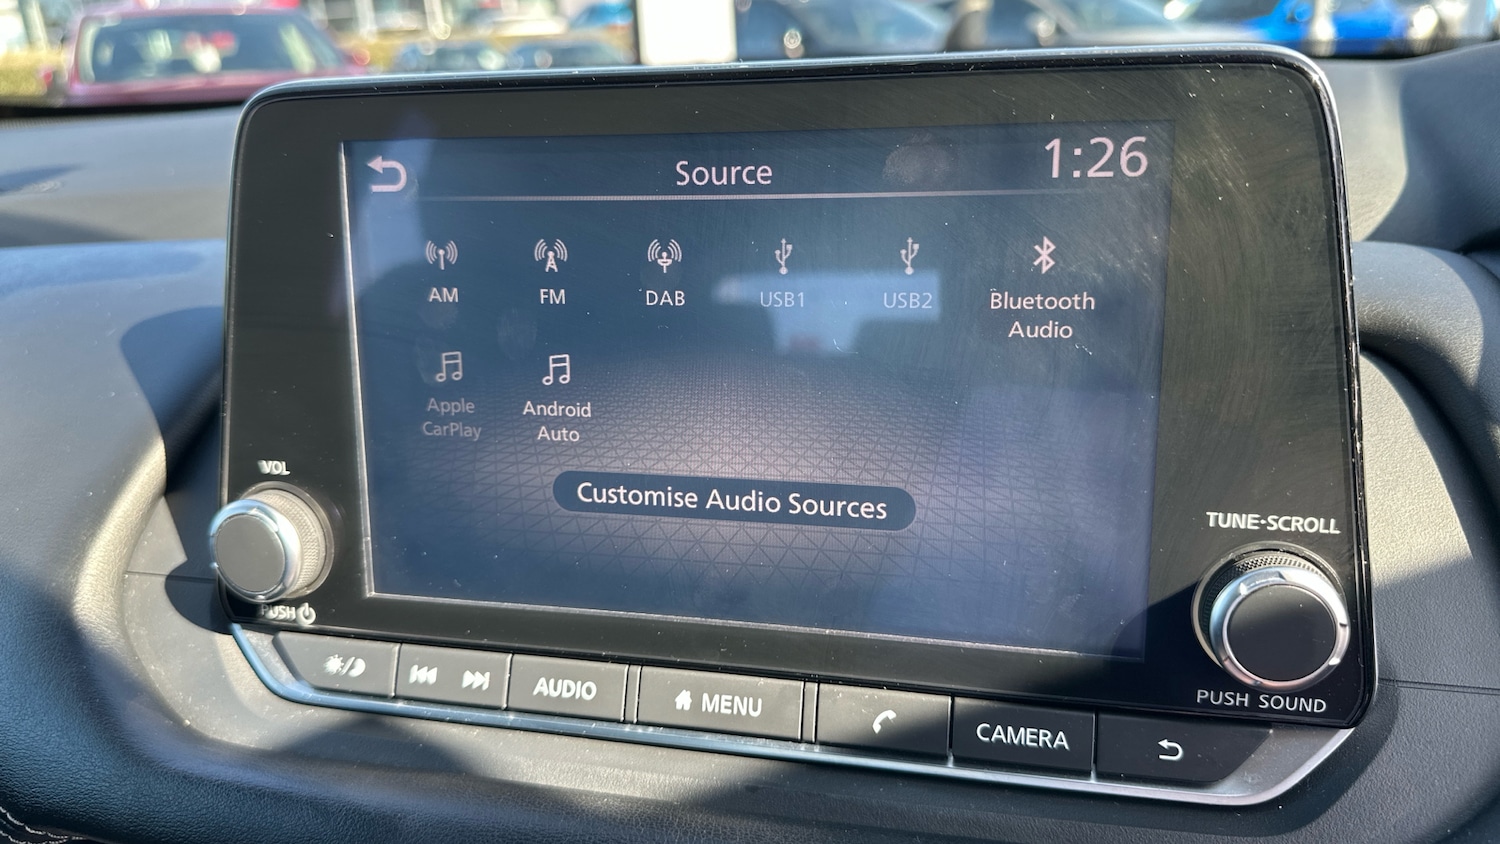 Source
1:26
AM
FM
DAB
USB1
USB2
Bluetooth
Audio
Apple
CarPlay
Android
Auto
Customise Audio Sources
VOL
PUSH
TUNE·SCROLL
PUSH SOUND
AUDIO
MENU
CAMERA